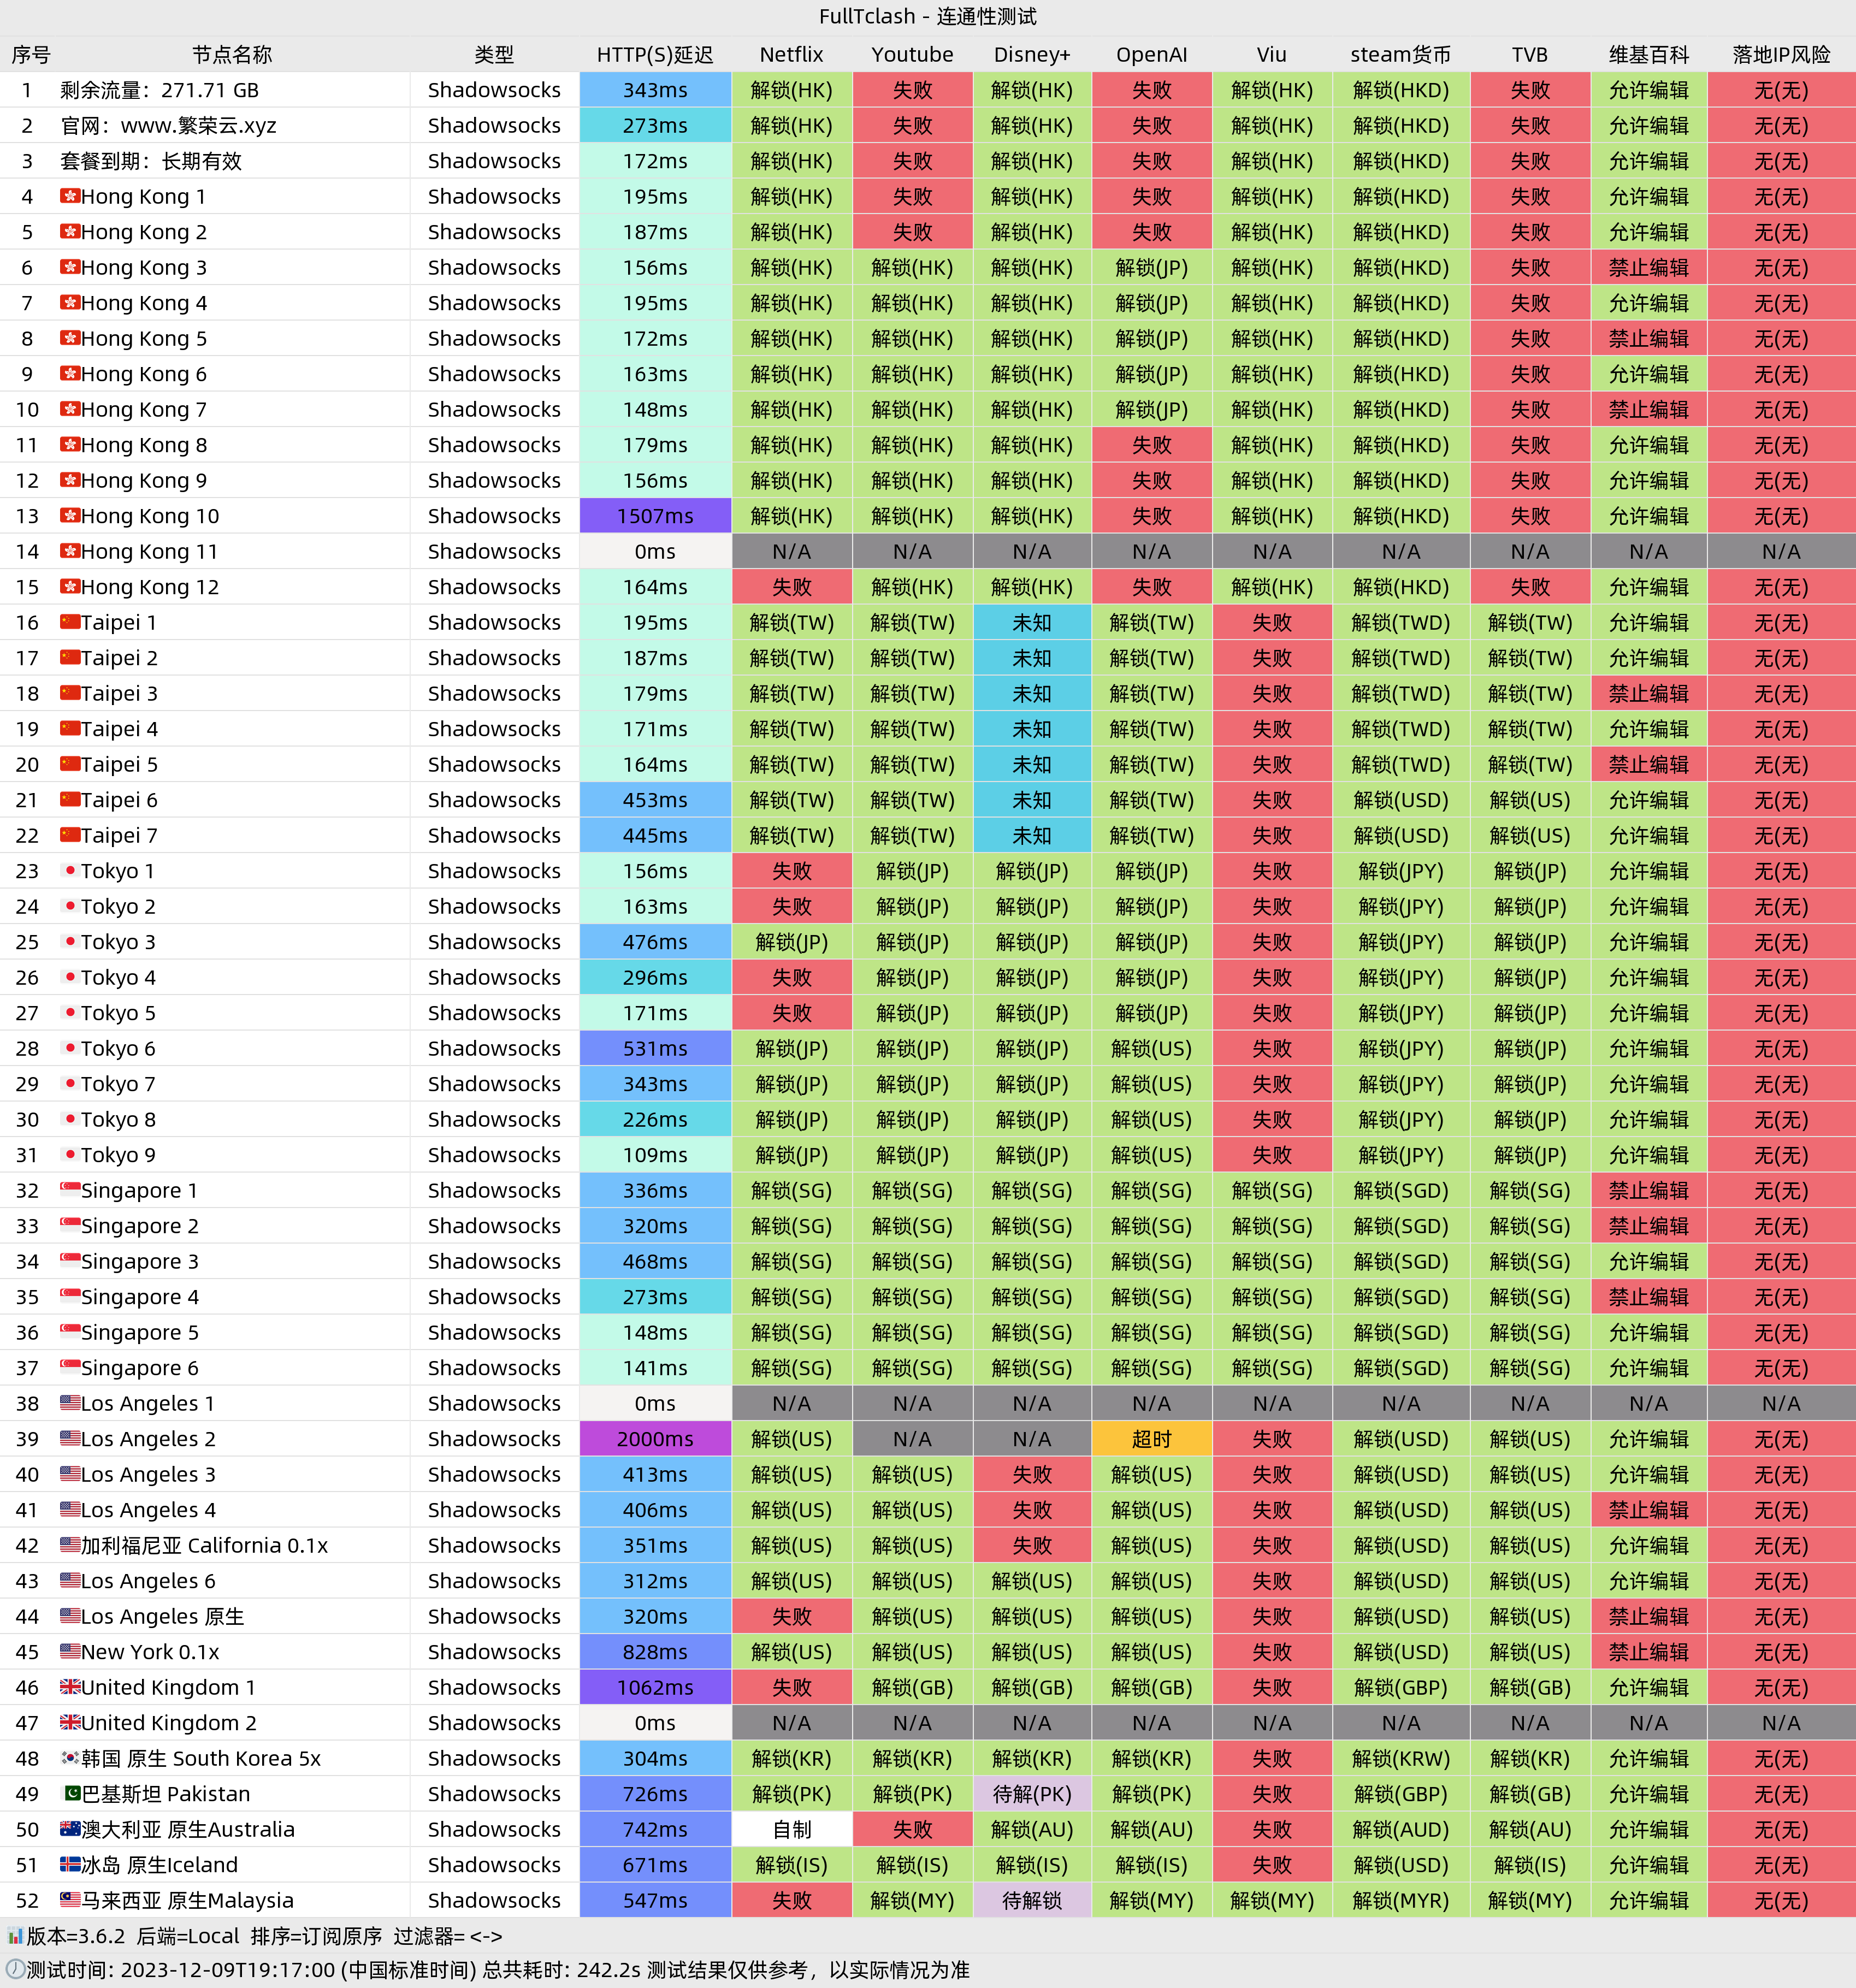 FullTclash - 连通性测试
序号 节点名称 类型 HTTP(S)延迟 Netflix Youtube Disney+ OpenAI Viu steam货币 TVB 维基百科 落地IP风险
1 剩余流量：271.71 GB Shadowsocks 343ms 解锁(HK) 失败 解锁(HK) 失败 解锁(HK) 解锁(HKD) 失败 允许编辑 无(无)
2 官网：www.繁荣云.xyz Shadowsocks 273ms 解锁(HK) 失败 解锁(HK) 失败 解锁(HK) 解锁(HKD) 失败 允许编辑 无(无)
3 套餐到期：长期有效 Shadowsocks 172ms 解锁(HK) 失败 解锁(HK) 失败 解锁(HK) 解锁(HKD) 失败 允许编辑 无(无)
4 Hong Kong 1 Shadowsocks 195ms 解锁(HK) 失败 解锁(HK) 失败 解锁(HK) 解锁(HKD) 失败 允许编辑 无(无)
5 Hong Kong 2 Shadowsocks 187ms 解锁(HK) 失败 解锁(HK) 失败 解锁(HK) 解锁(HKD) 失败 允许编辑 无(无)
6 Hong Kong 3 Shadowsocks 156ms 解锁(HK) 解锁(HK) 解锁(HK) 解锁(JP) 解锁(HK) 解锁(HKD) 失败 禁止编辑 无(无)
7 Hong Kong 4 Shadowsocks 195ms 解锁(HK) 解锁(HK) 解锁(HK) 解锁(JP) 解锁(HK) 解锁(HKD) 失败 允许编辑 无(无)
8 Hong Kong 5 Shadowsocks 172ms 解锁(HK) 解锁(HK) 解锁(HK) 解锁(JP) 解锁(HK) 解锁(HKD) 失败 禁止编辑 无(无)
9 Hong Kong 6 Shadowsocks 163ms 解锁(HK) 解锁(HK) 解锁(HK) 解锁(JP) 解锁(HK) 解锁(HKD) 失败 允许编辑 无(无)
10 Hong Kong 7 Shadowsocks 148ms 解锁(HK) 解锁(HK) 解锁(HK) 解锁(JP) 解锁(HK) 解锁(HKD) 失败 禁止编辑 无(无)
11 Hong Kong 8 Shadowsocks 179ms 解锁(HK) 解锁(HK) 解锁(HK) 失败 解锁(HK) 解锁(HKD) 失败 允许编辑 无(无)
12 Hong Kong 9 Shadowsocks 156ms 解锁(HK) 解锁(HK) 解锁(HK) 失败 解锁(HK) 解锁(HKD) 失败 允许编辑 无(无)
13 Hong Kong 10 Shadowsocks 1507ms 解锁(HK) 解锁(HK) 解锁(HK) 失败 解锁(HK) 解锁(HKD) 失败 允许编辑 无(无)
14 Hong Kong 11 Shadowsocks 0ms N/A N/A N/A N/A N/A N/A N/A N/A N/A
15 Hong Kong 12 Shadowsocks 164ms 失败 解锁(HK) 解锁(HK) 失败 解锁(HK) 解锁(HKD) 失败 允许编辑 无(无)
16 Taipei 1 Shadowsocks 195ms 解锁(TW) 解锁(TW) 未知 解锁(TW) 失败 解锁(TWD) 解锁(TW) 允许编辑 无(无)
17 Taipei 2 Shadowsocks 187ms 解锁(TW) 解锁(TW) 未知 解锁(TW) 失败 解锁(TWD) 解锁(TW) 允许编辑 无(无)
18 Taipei 3 Shadowsocks 179ms 解锁(TW) 解锁(TW) 未知 解锁(TW) 失败 解锁(TWD) 解锁(TW) 禁止编辑 无(无)
19 Taipei 4 Shadowsocks 171ms 解锁(TW) 解锁(TW) 未知 解锁(TW) 失败 解锁(TWD) 解锁(TW) 允许编辑 无(无)
20 Taipei 5 Shadowsocks 164ms 解锁(TW) 解锁(TW) 未知 解锁(TW) 失败 解锁(TWD) 解锁(TW) 禁止编辑 无(无)
21 Taipei 6 Shadowsocks 453ms 解锁(TW) 解锁(TW) 未知 解锁(TW) 失败 解锁(USD) 解锁(US) 允许编辑 无(无)
22 Taipei 7 Shadowsocks 445ms 解锁(TW) 解锁(TW) 未知 解锁(TW) 失败 解锁(USD) 解锁(US) 允许编辑 无(无)
23 Tokyo 1 Shadowsocks 156ms 失败 解锁(JP) 解锁(JP) 解锁(JP) 失败 解锁(JPY) 解锁(JP) 允许编辑 无(无)
24 Tokyo 2 Shadowsocks 163ms 失败 解锁(JP) 解锁(JP) 解锁(JP) 失败 解锁(JPY) 解锁(JP) 允许编辑 无(无)
25 Tokyo 3 Shadowsocks 476ms 解锁(JP) 解锁(JP) 解锁(JP) 解锁(JP) 失败 解锁(JPY) 解锁(JP) 允许编辑 无(无)
26 Tokyo 4 Shadowsocks 296ms 失败 解锁(JP) 解锁(JP) 解锁(JP) 失败 解锁(JPY) 解锁(JP) 允许编辑 无(无)
27 Tokyo 5 Shadowsocks 171ms 失败 解锁(JP) 解锁(JP) 解锁(JP) 失败 解锁(JPY) 解锁(JP) 允许编辑 无(无)
28 Tokyo 6 Shadowsocks 531ms 解锁(JP) 解锁(JP) 解锁(JP) 解锁(US) 失败 解锁(JPY) 解锁(JP) 允许编辑 无(无)
29 Tokyo 7 Shadowsocks 343ms 解锁(JP) 解锁(JP) 解锁(JP) 解锁(US) 失败 解锁(JPY) 解锁(JP) 允许编辑 无(无)
30 Tokyo 8 Shadowsocks 226ms 解锁(JP) 解锁(JP) 解锁(JP) 解锁(US) 失败 解锁(JPY) 解锁(JP) 允许编辑 无(无)
31 Tokyo 9 Shadowsocks 109ms 解锁(JP) 解锁(JP) 解锁(JP) 解锁(US) 失败 解锁(JPY) 解锁(JP) 允许编辑 无(无)
32 Singapore 1 Shadowsocks 336ms 解锁(SG) 解锁(SG) 解锁(SG) 解锁(SG) 解锁(SG) 解锁(SGD) 解锁(SG) 禁止编辑 无(无)
33 Singapore 2 Shadowsocks 320ms 解锁(SG) 解锁(SG) 解锁(SG) 解锁(SG) 解锁(SG) 解锁(SGD) 解锁(SG) 禁止编辑 无(无)
34 Singapore 3 Shadowsocks 468ms 解锁(SG) 解锁(SG) 解锁(SG) 解锁(SG) 解锁(SG) 解锁(SGD) 解锁(SG) 允许编辑 无(无)
35 Singapore 4 Shadowsocks 273ms 解锁(SG) 解锁(SG) 解锁(SG) 解锁(SG) 解锁(SG) 解锁(SGD) 解锁(SG) 禁止编辑 无(无)
36 Singapore 5 Shadowsocks 148ms 解锁(SG) 解锁(SG) 解锁(SG) 解锁(SG) 解锁(SG) 解锁(SGD) 解锁(SG) 允许编辑 无(无)
37 Singapore 6 Shadowsocks 141ms 解锁(SG) 解锁(SG) 解锁(SG) 解锁(SG) 解锁(SG) 解锁(SGD) 解锁(SG) 允许编辑 无(无)
38 Los Angeles 1 Shadowsocks 0ms N/A N/A N/A N/A N/A N/A N/A N/A N/A
39 Los Angeles 2 Shadowsocks 2000ms 解锁(US) N/A N/A 超时 失败 解锁(USD) 解锁(US) 允许编辑 无(无)
40 Los Angeles 3 Shadowsocks 413ms 解锁(US) 解锁(US) 失败 解锁(US) 失败 解锁(USD) 解锁(US) 允许编辑 无(无)
41 Los Angeles 4 Shadowsocks 406ms 解锁(US) 解锁(US) 失败 解锁(US) 失败 解锁(USD) 解锁(US) 禁止编辑 无(无)
42 加利福尼亚 California 0.1x Shadowsocks 351ms 解锁(US) 解锁(US) 失败 解锁(US) 失败 解锁(USD) 解锁(US) 允许编辑 无(无)
43 Los Angeles 6 Shadowsocks 312ms 解锁(US) 解锁(US) 解锁(US) 解锁(US) 失败 解锁(USD) 解锁(US) 允许编辑 无(无)
44 Los Angeles 原生 Shadowsocks 320ms 失败 解锁(US) 解锁(US) 解锁(US) 失败 解锁(USD) 解锁(US) 禁止编辑 无(无)
45 New York 0.1x Shadowsocks 828ms 解锁(US) 解锁(US) 解锁(US) 解锁(US) 失败 解锁(USD) 解锁(US) 禁止编辑 无(无)
46 United Kingdom 1 Shadowsocks 1062ms 失败 解锁(GB) 解锁(GB) 解锁(GB) 失败 解锁(GBP) 解锁(GB) 允许编辑 无(无)
47 United Kingdom 2 Shadowsocks 0ms N/A N/A N/A N/A N/A N/A N/A N/A N/A
48 韩国 原生 South Korea 5x Shadowsocks 304ms 解锁(KR) 解锁(KR) 解锁(KR) 解锁(KR) 失败 解锁(KRW) 解锁(KR) 允许编辑 无(无)
49 巴基斯坦 Pakistan Shadowsocks 726ms 解锁(PK) 解锁(PK) 待解(PK) 解锁(PK) 失败 解锁(GBP) 解锁(GB) 允许编辑 无(无)
50 澳大利亚 原生Australia Shadowsocks 742ms 自制 失败 解锁(AU) 解锁(AU) 失败 解锁(AUD) 解锁(AU) 允许编辑 无(无)
51 冰岛 原生Iceland Shadowsocks 671ms 解锁(IS) 解锁(IS) 解锁(IS) 解锁(IS) 失败 解锁(USD) 解锁(IS) 允许编辑 无(无)
52 马来西亚 原生Malaysia Shadowsocks 547ms 失败 解锁(MY) 待解锁 解锁(MY) 解锁(MY) 解锁(MYR) 解锁(MY) 允许编辑 无(无)
版本=3.6.2 后端=Local 排序=订阅原序 过滤器= <->
测试时间: 2023-12-09T19:17:00 (中国标准时间) 总共耗时: 242.2s 测试结果仅供参考，以实际情况为准